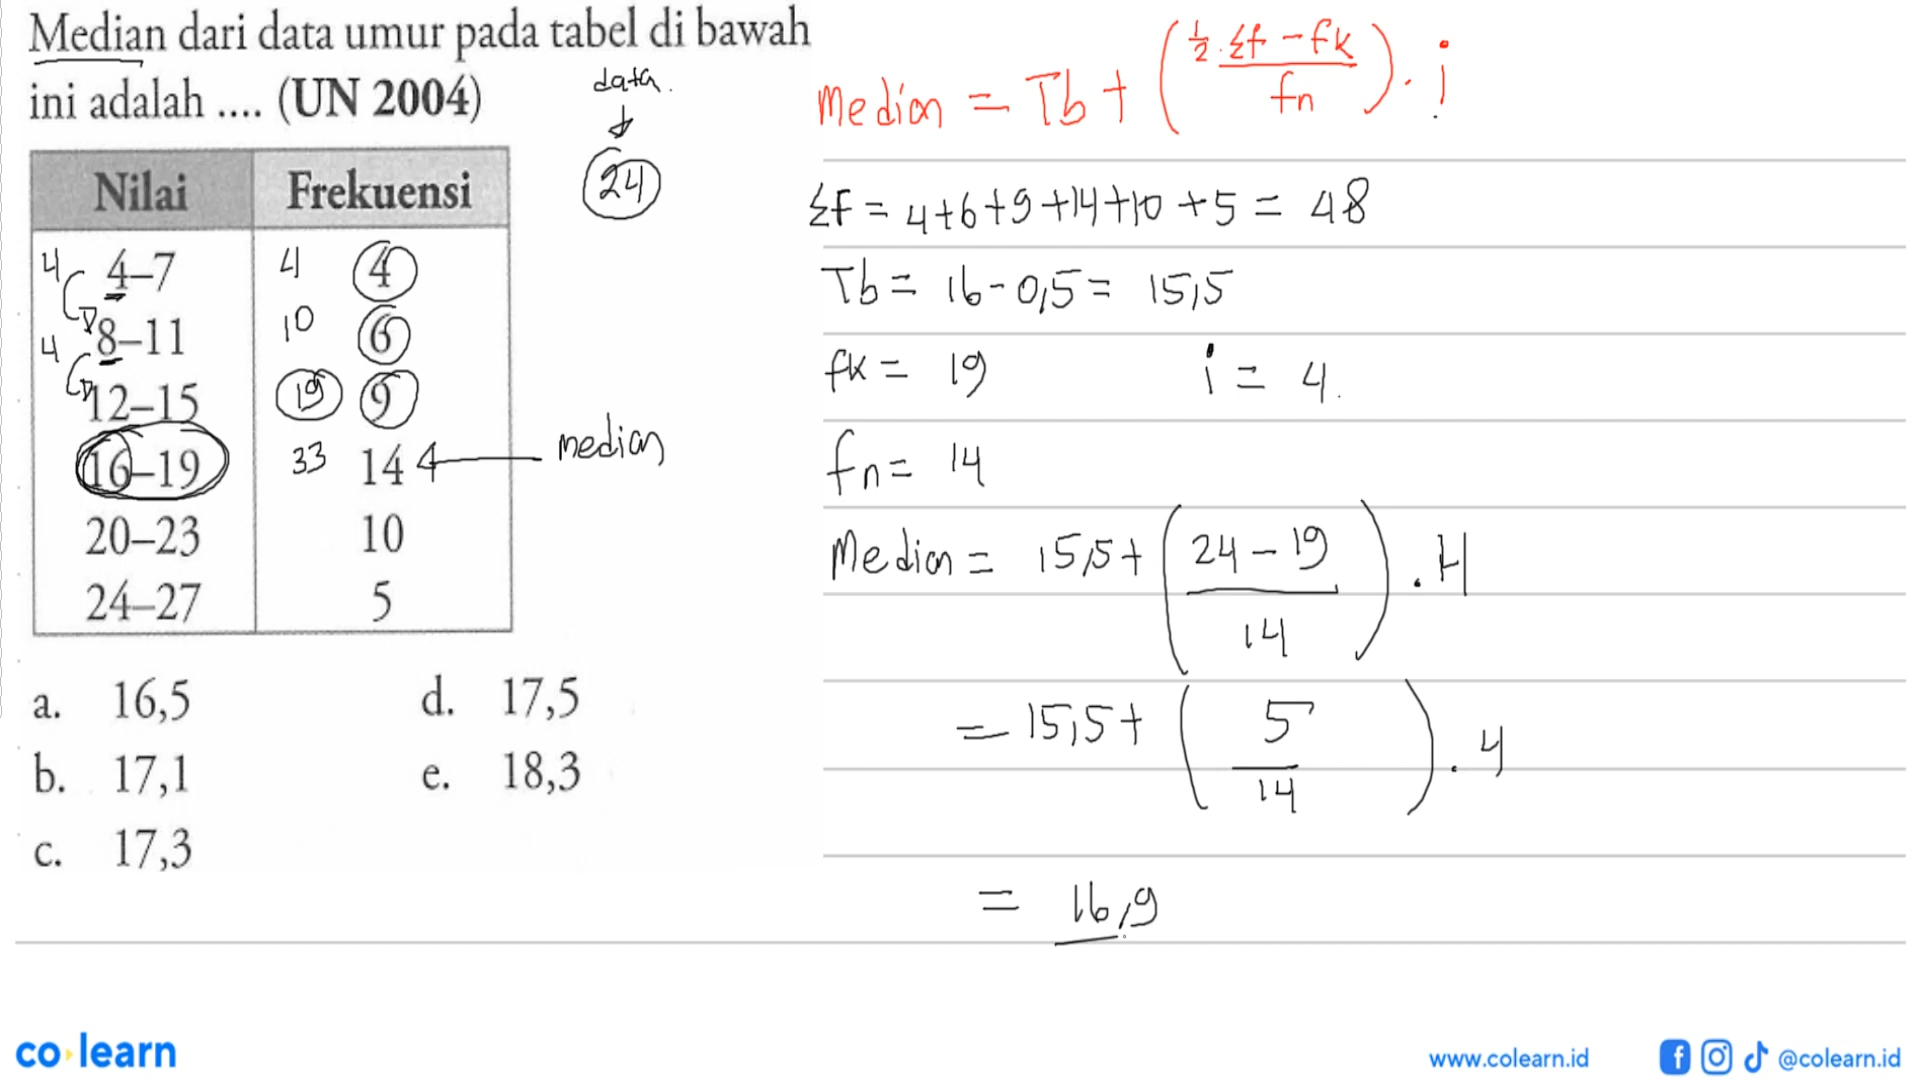 Median dari data umur pada tabel di bawah
ini adalah .... (UN 2004)
data.
24
Nilai Frekuensi
4 4–7 4 4
4 8–11 10 6
12–15 19 9
16–19 33 14 median
20–23 10
24–27 5
a. 16,5 d. 17,5
b. 17,1 e. 18,3
c. 17,3
Median = Tb + (½.Σf - fk / fn) . i
Σf = 4+6+9+14+10+5 = 48
Tb = 16-0,5 = 15,5
fk = 19 i = 4.
fn = 14
Median = 15,5 + (24-19 / 14) . 4
= 15,5 + (5 / 14) . 4
= 16,9
co learn
www.colearn.id @colearn.id